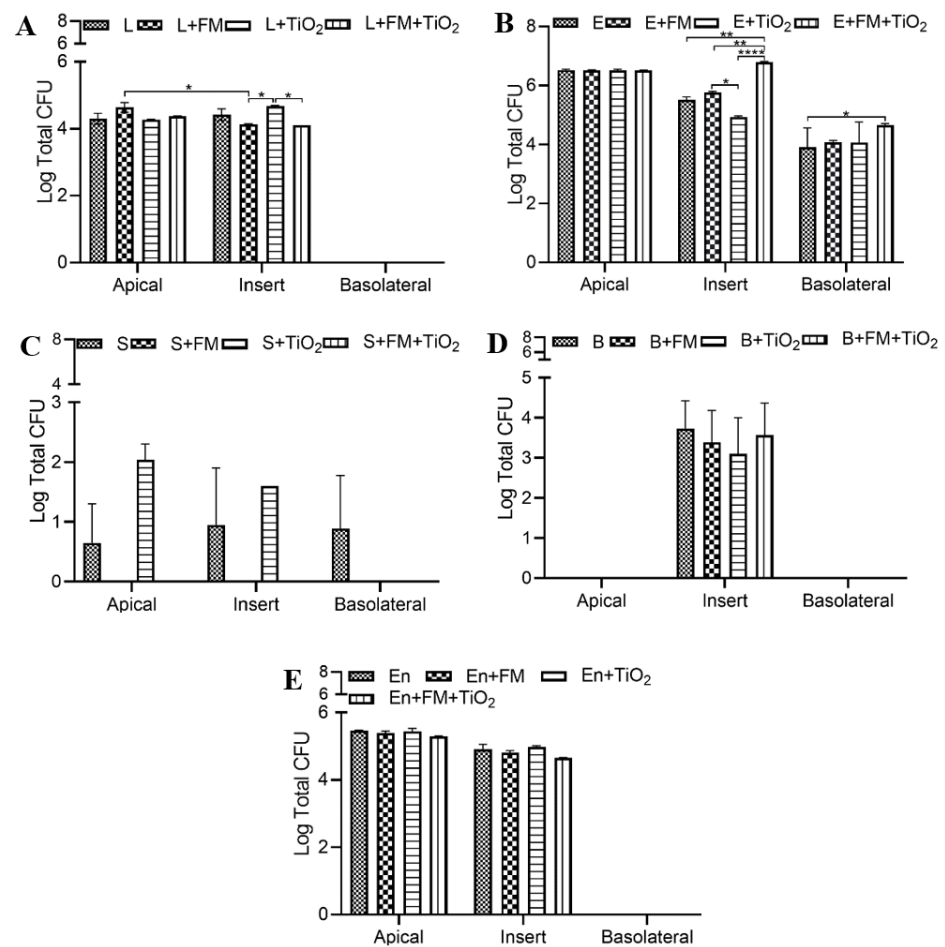 A
L L+FM L+TiO2 L+FM+TiO2
8
6
6
4
2
0
Log Total CFU
*
*
*
Apical Insert Basolateral
B
E E+FM E+TiO2 E+FM+TiO2
8
6
4
2
0
Log Total CFU
**
**
****
*
*
Apical Insert Basolateral
C
S S+FM S+TiO2 S+FM+TiO2
8
4
3
2
1
0
Log Total CFU
Apical Insert Basolateral
D
B B+FM B+TiO2 B+FM+TiO2
8
6
5
4
3
2
1
0
Log Total CFU
Apical Insert Basolateral
E
En En+FM En+TiO2
En+FM+TiO2
8
6
6
4
2
0
Log Total CFU
Apical Insert Basolateral